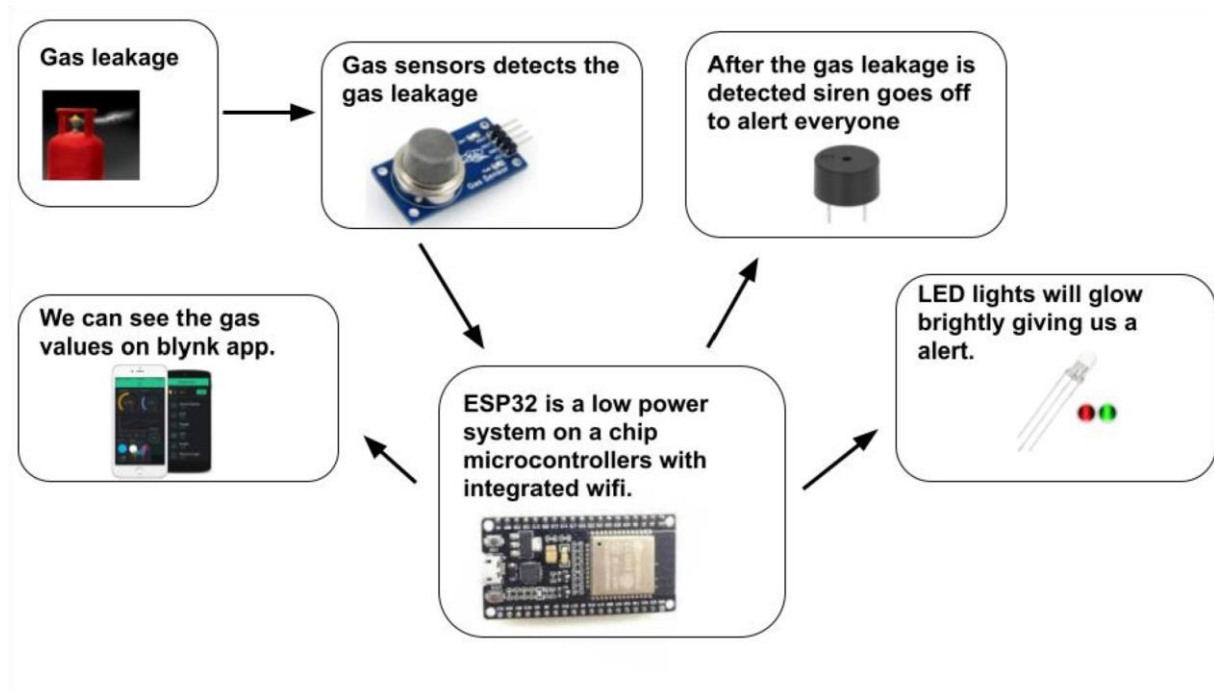 Gas leakage
Gas sensors detects the
gas leakage
Gas Sensor
After the gas leakage is
detected siren goes off
to alert everyone
We can see the gas
values on blynk app.
ESP32 is a low power
system on a chip
microcontrollers with
integrated wifi.
LED lights will glow
brightly giving us a
alert.